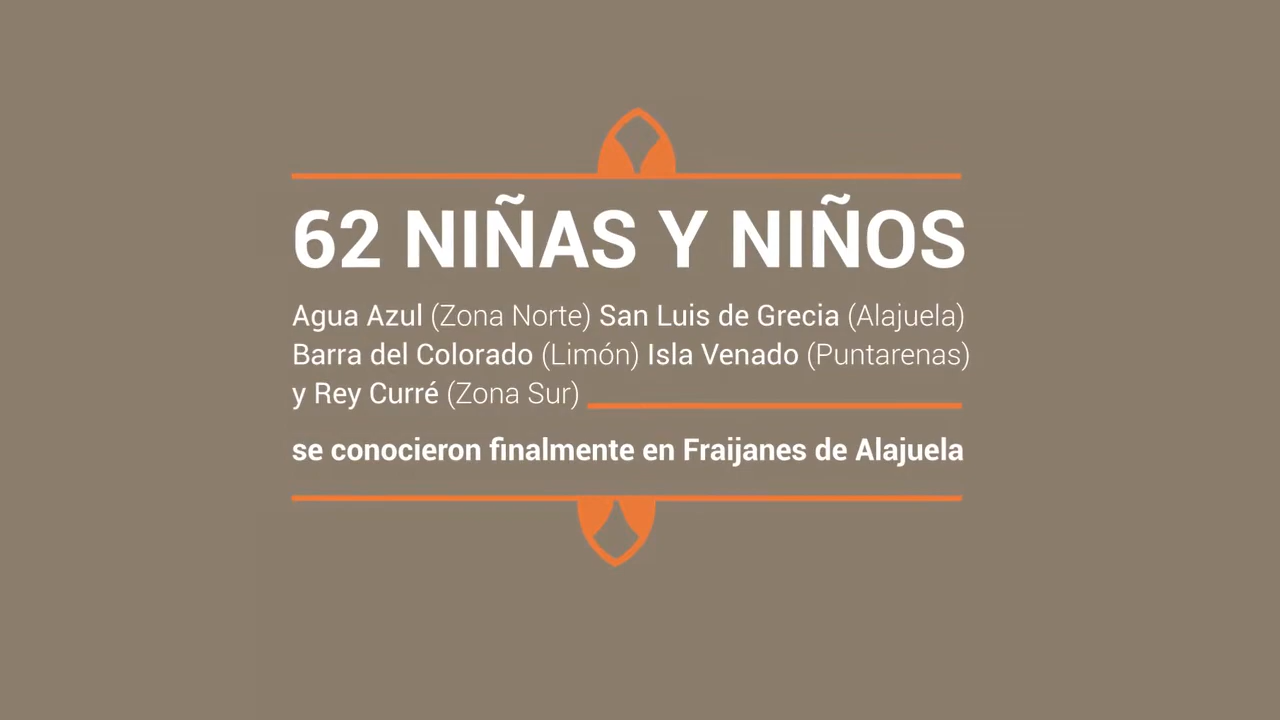 62 NIÑAS Y NIÑOS
Agua Azul (Zona Norte) San Luis de Grecia (Alajuela)
Barra del Colorado (Limón) Isla Venado (Puntarenas)
y Rey Curré (Zona Sur)
se conocieron finalmente en Fraijanes de Alajuela